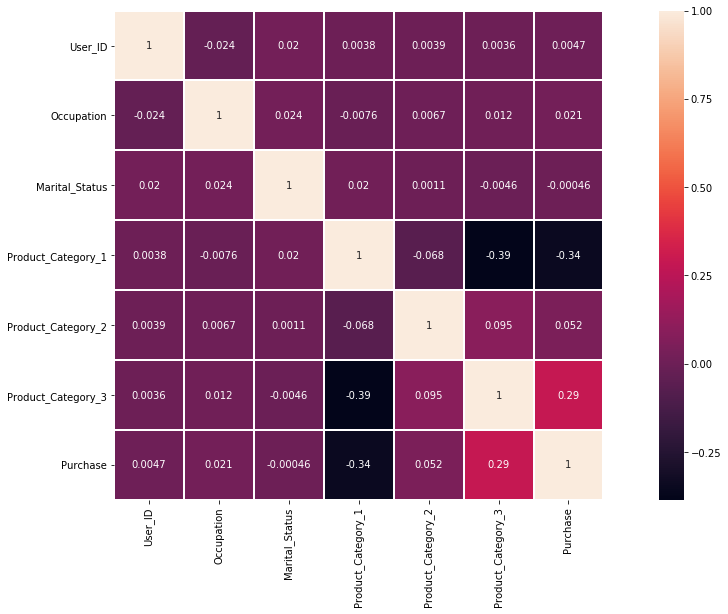 User_ID 1 -0.024 0.02 0.0038 0.0039 0.0036 0.0047
Occupation -0.024 1 0.024 -0.0076 0.0067 0.012 0.021
Marital_Status 0.02 0.024 1 0.02 0.0011 -0.0046 -0.00046
Product_Category_1 0.0038 -0.0076 0.02 1 -0.068 -0.39 -0.34
Product_Category_2 0.0039 0.0067 0.0011 -0.068 1 0.095 0.052
Product_Category_3 0.0036 0.012 -0.0046 -0.39 0.095 1 0.29
Purchase 0.0047 0.021 -0.00046 -0.34 0.052 0.29 1
User_ID
Occupation
Marital_Status
Product_Category_1
Product_Category_2
Product_Category_3
Purchase
1.00
0.75
0.50
0.25
0.00
−0.25